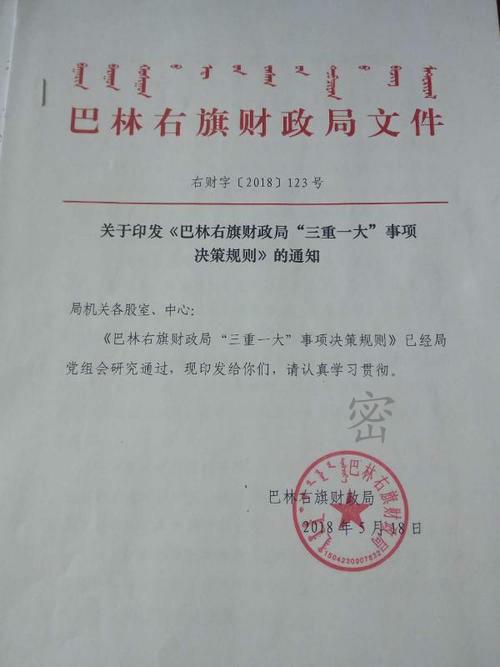 巴林右旗财政局文件
右财字〔2018〕123号
关于印发《巴林右旗财政局“三重一大”事项
决策规则》的通知
局机关各股室、中心：
《巴林右旗财政局“三重一大”事项决策规则》已经局
党组会研究通过，现印发给你们，请认真学习贯彻。
密
巴林右旗财政局
2018年5月18日
巴林右旗财政局